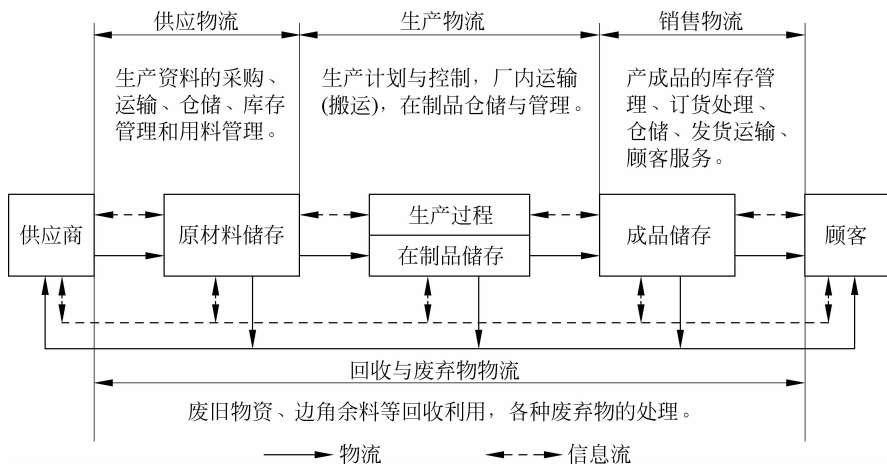 供应物流
生产物流
销售物流
生产资料的采购、
运输、仓储、库存
管理和用料管理。
生产计划与控制，厂内运输
(搬运)，在制品仓储与管理。
产成品的库存管
理、订货处理、
仓储、发货运输、
顾客服务。
供应商
原材料储存
生产过程
在制品储存
成品储存
顾客
回收与废弃物物流
废旧物资、边角余料等回收利用，各种废弃物的处理。
物流
信息流